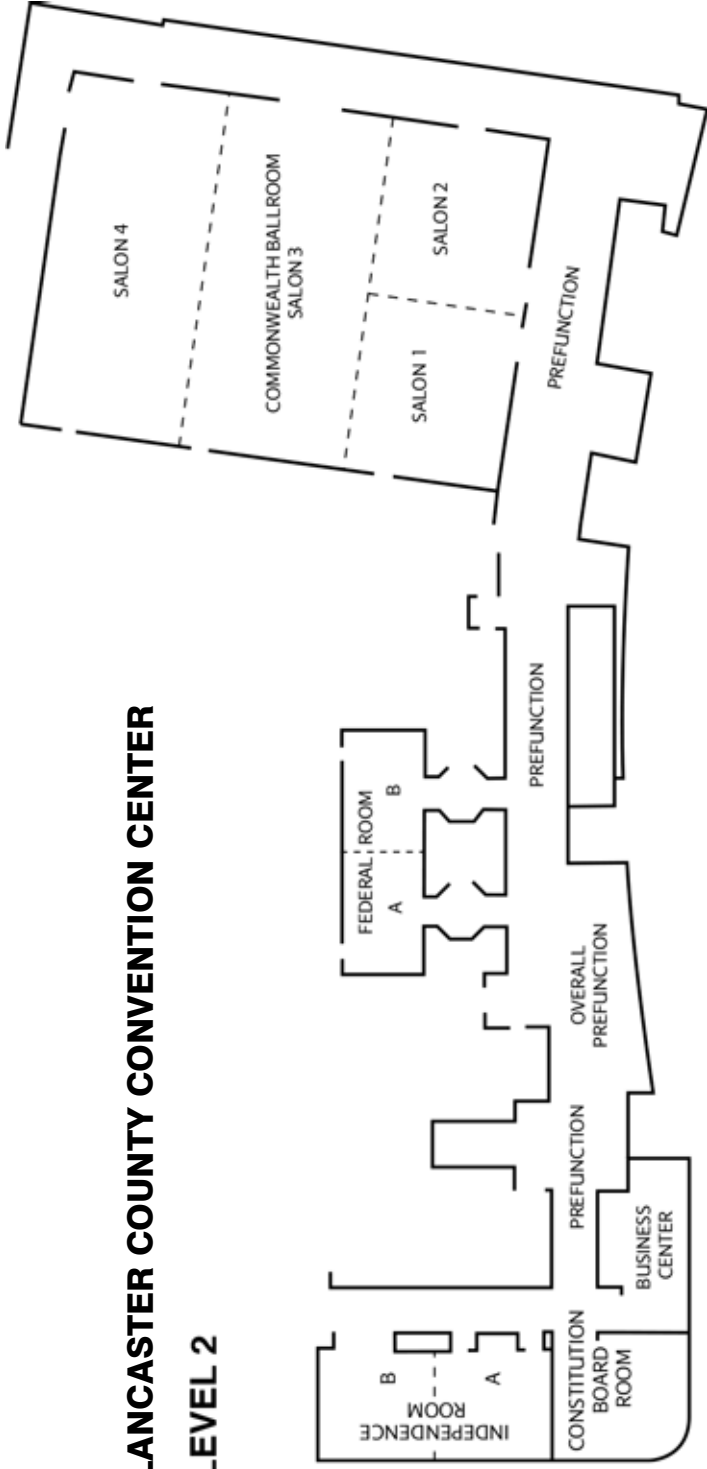 LANCASTER COUNTY CONVENTION CENTER
LEVEL 2
INDEPENDENCE
ROOM
B
A
CONSTITUTION
BOARD
ROOM
BUSINESS
CENTER
PREFUNCTION
OVERALL
PREFUNCTION
FEDERAL ROOM
A
B
PREFUNCTION
SALON 4
COMMONWEALTH BALLROOM
SALON 3
SALON 1
SALON 2
PREFUNCTION